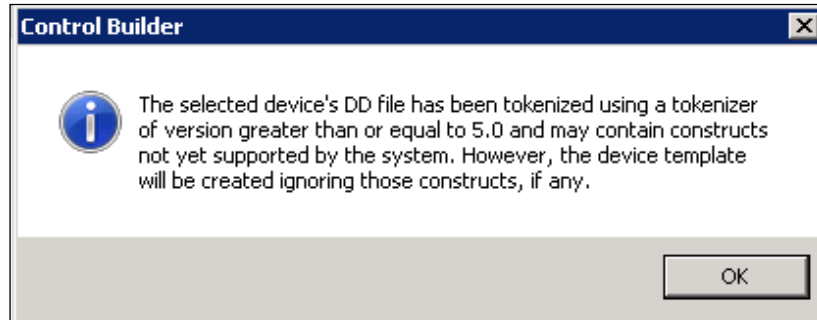 Control Builder
The selected device's DD file has been tokenized using a tokenizer
of version greater than or equal to 5.0 and may contain constructs
not yet supported by the system. However, the device template
will be created ignoring those constructs, if any.
OK